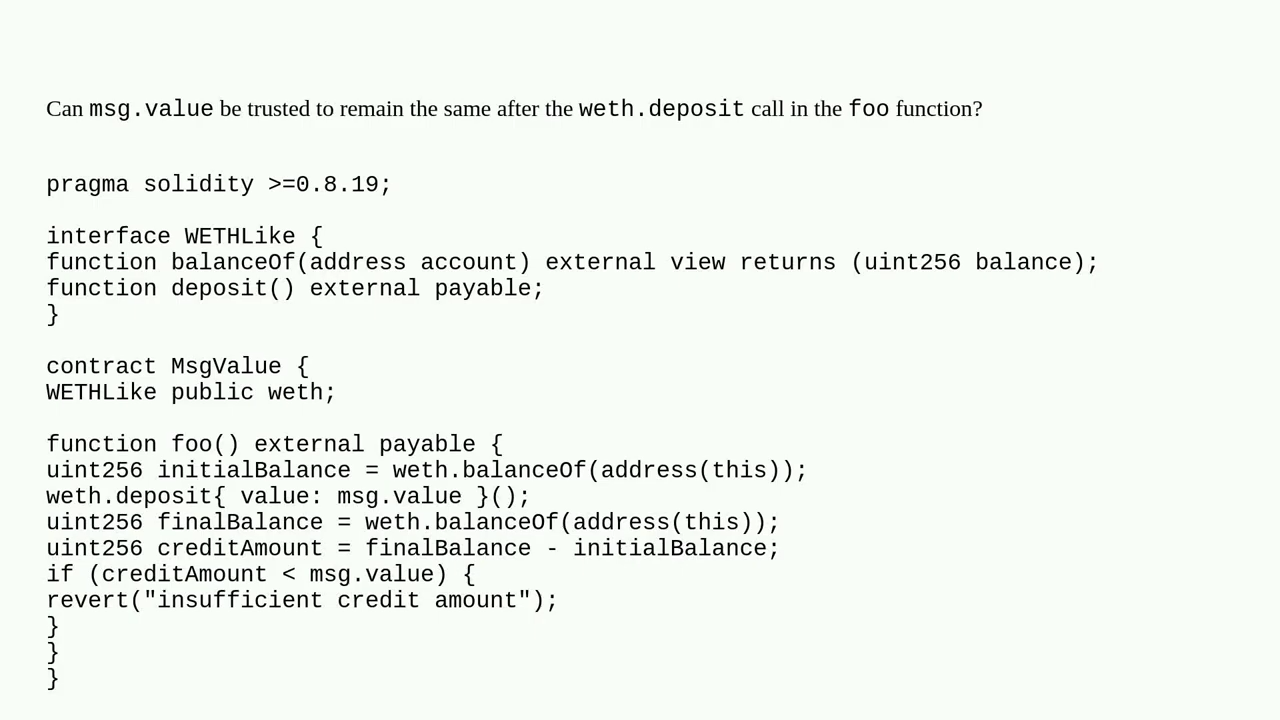 Can msg.value be trusted to remain the same after the weth.deposit call in the foo function?
pragma solidity >=0.8.19;
interface WETHLike {
function balanceOf(address account) external view returns (uint256 balance);
function deposit() external payable;
}
contract MsgValue {
WETHLike public weth;
function foo() external payable {
uint256 initialBalance = weth.balanceOf(address(this));
weth.deposit{ value: msg.value }();
uint256 finalBalance = weth.balanceOf(address(this));
uint256 creditAmount = finalBalance - initialBalance;
if (creditAmount < msg.value) {
revert("insufficient credit amount");
}
}
}